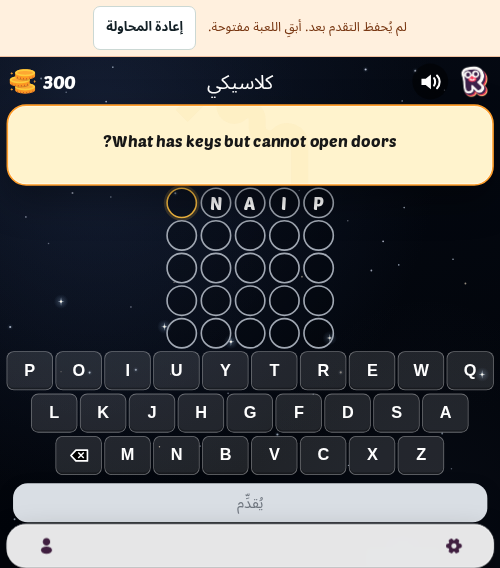 لم يُحفظ التقدم بعد. أبقِ اللعبة مفتوحة.
إعادة المحاولة
300
كلاسيكي
?What has keys but cannot open doors
P I A N
Q W E R T Y U I O P
A S D F G H J K L
Z X C V B N M
يُقدِّم